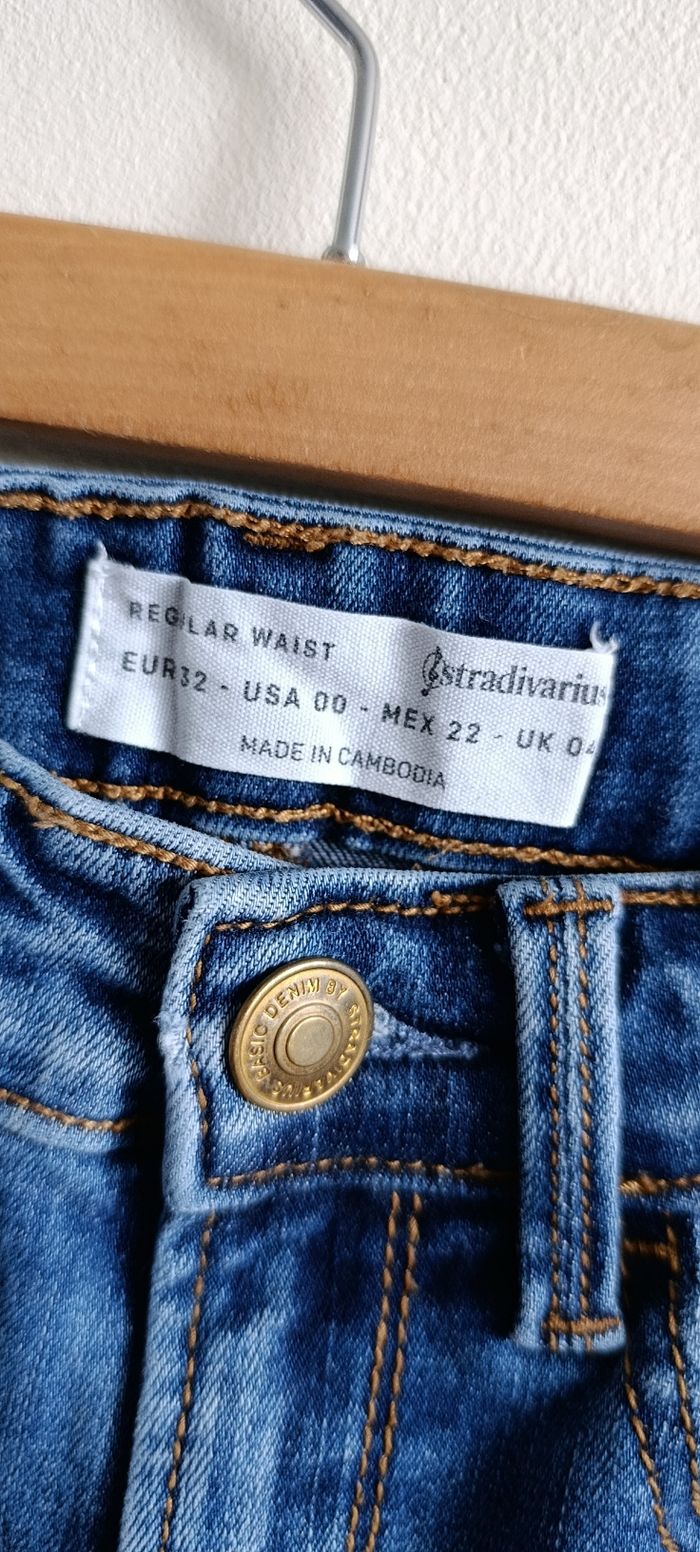 REGULAR WAIST
stradivarius
EUR32 - USA 00 - MEX 22 - UK 04
MADE IN CAMBODIA
BASIC DENIM BY STRADIVARIUS